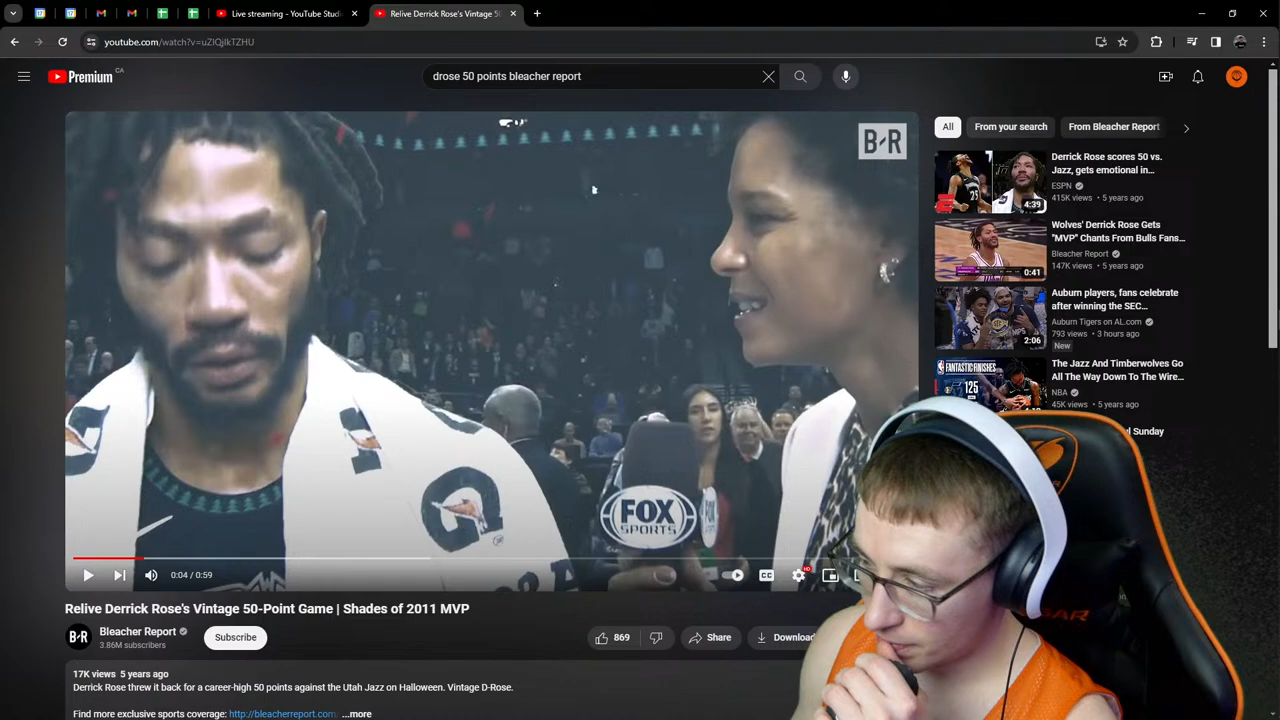 Live streaming - YouTube Studi
Relive Derrick Rose's Vintage 50
youtube.com/watch?v=uZIQjIkTZHU
Premium CA
drose 50 points bleacher report
B/R
All
From your search
From Bleacher Report
Derrick Rose scores 50 vs.
Jazz, gets emotional in...
ESPN
415K views • 5 years ago
4:39
Wolves' Derrick Rose Gets
"MVP" Chants From Bulls Fans...
Bleacher Report
147K views • 5 years ago
0:41
Auburn players, fans celebrate
after winning the SEC...
Auburn Tigers on AL.com
793 views • 3 hours ago
New
2:06
FANTASTIC FINISHES
125
The Jazz And Timberwolves Go
All The Way Down To The Wire...
NBA
45K views • 5 years ago
Sunday
FOX
SPORTS
0:04 / 0:59
CC
HD
Relive Derrick Rose's Vintage 50-Point Game | Shades of 2011 MVP
B/R
Bleacher Report
3.86M subscribers
Subscribe
869
Share
Download
17K views 5 years ago
Derrick Rose threw it back for a career-high 50 points against the Utah Jazz on Halloween. Vintage D-Rose.
Find more exclusive sports coverage: http://bleacherreport.com ...more